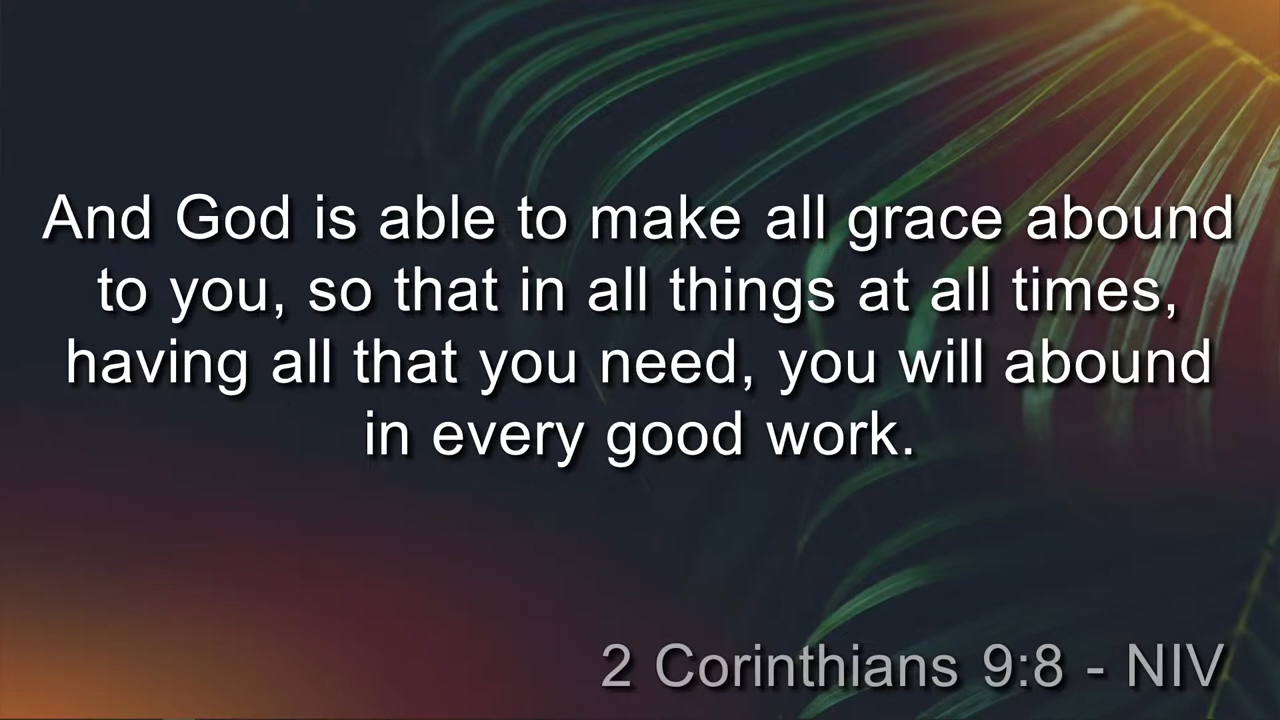 And God is able to make all grace abound
to you, so that in all things at all times,
having all that you need, you will abound
in every good work.
2 Corinthians 9:8 - NIV